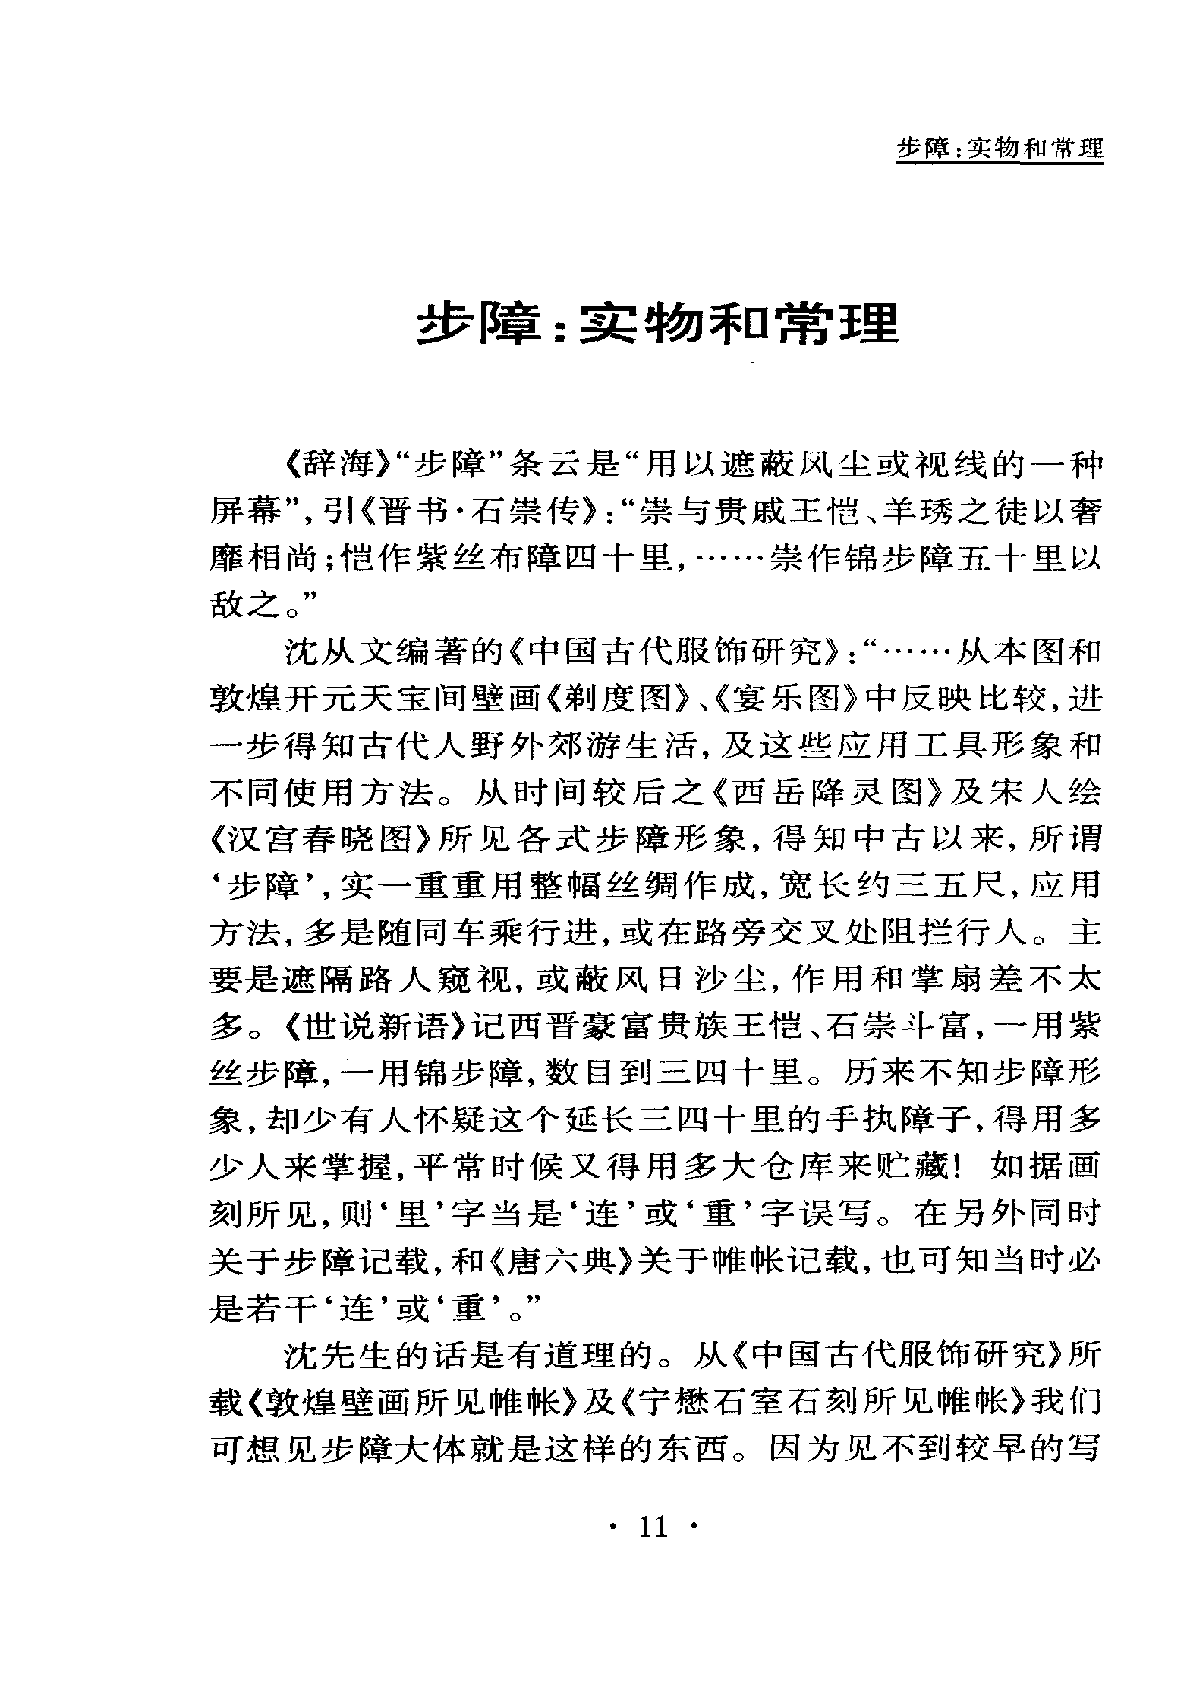 步障：实物和常理
步障：实物和常理
《辞海》“步障”条云是“用以遮蔽风尘或视线的一种
屏幕”，引《晋书·石崇传》：“崇与贵戚王恺、羊琇之徒以奢
靡相尚；恺作紫丝布障四十里，……崇作锦步障五十里以
敌之。”
沈从文编著的《中国古代服饰研究》：“……从本图和
敦煌开元天宝间壁画《剃度图》、《宴乐图》中反映比较，进
一步得知古代人野外郊游生活，及这些应用工具形象和
不同使用方法。从时间较后之《西岳降灵图》及宋人绘
《汉宫春晓图》所见各式步障形象，得知中古以来，所谓
‘步障’，实一重重用整幅丝绸作成，宽长约三五尺，应用
方法，多是随同车乘行进，或在路旁交叉处阻拦行人。主
要是遮隔路人窥视，或蔽风日沙尘，作用和掌扇差不太
多。《世说新语》记西晋豪富贵族王恺、石崇斗富，一用紫
丝步障，一用锦步障，数目到三四十里。历来不知步障形
象，却少有人怀疑这个延长三四十里的手执障子，得用多
少人来掌握，平常时候又得用多大仓库来贮藏！如据画
刻所见，则‘里’字当是‘连’或‘重’字误写。在另外同时
关于步障记载，和《唐六典》关于帷帐记载，也可知当时必
是若干‘连’或‘重’。”
沈先生的话是有道理的。从《中国古代服饰研究》所
载《敦煌壁画所见帷帐》及《宁懋石室石刻所见帷帐》我们
可想见步障大体就是这样的东西。因为见不到较早的写
· 11 ·